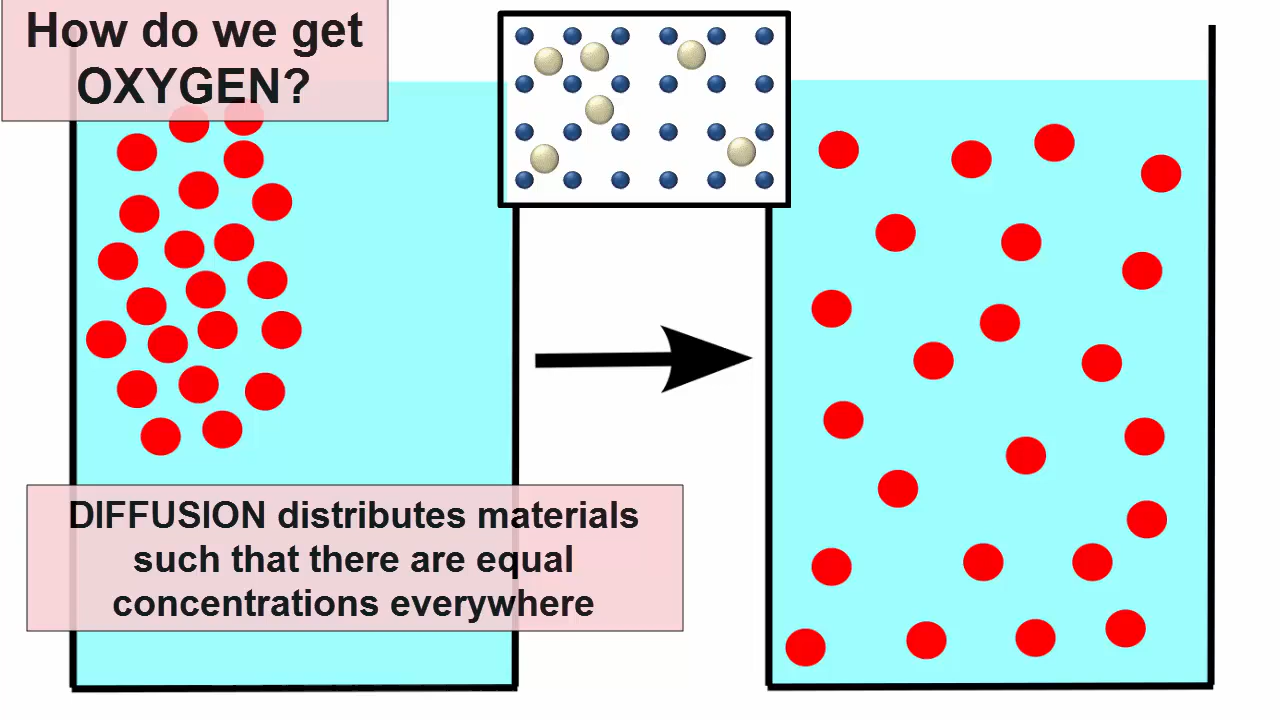 How do we get
OXYGEN?
DIFFUSION distributes materials
such that there are equal
concentrations everywhere